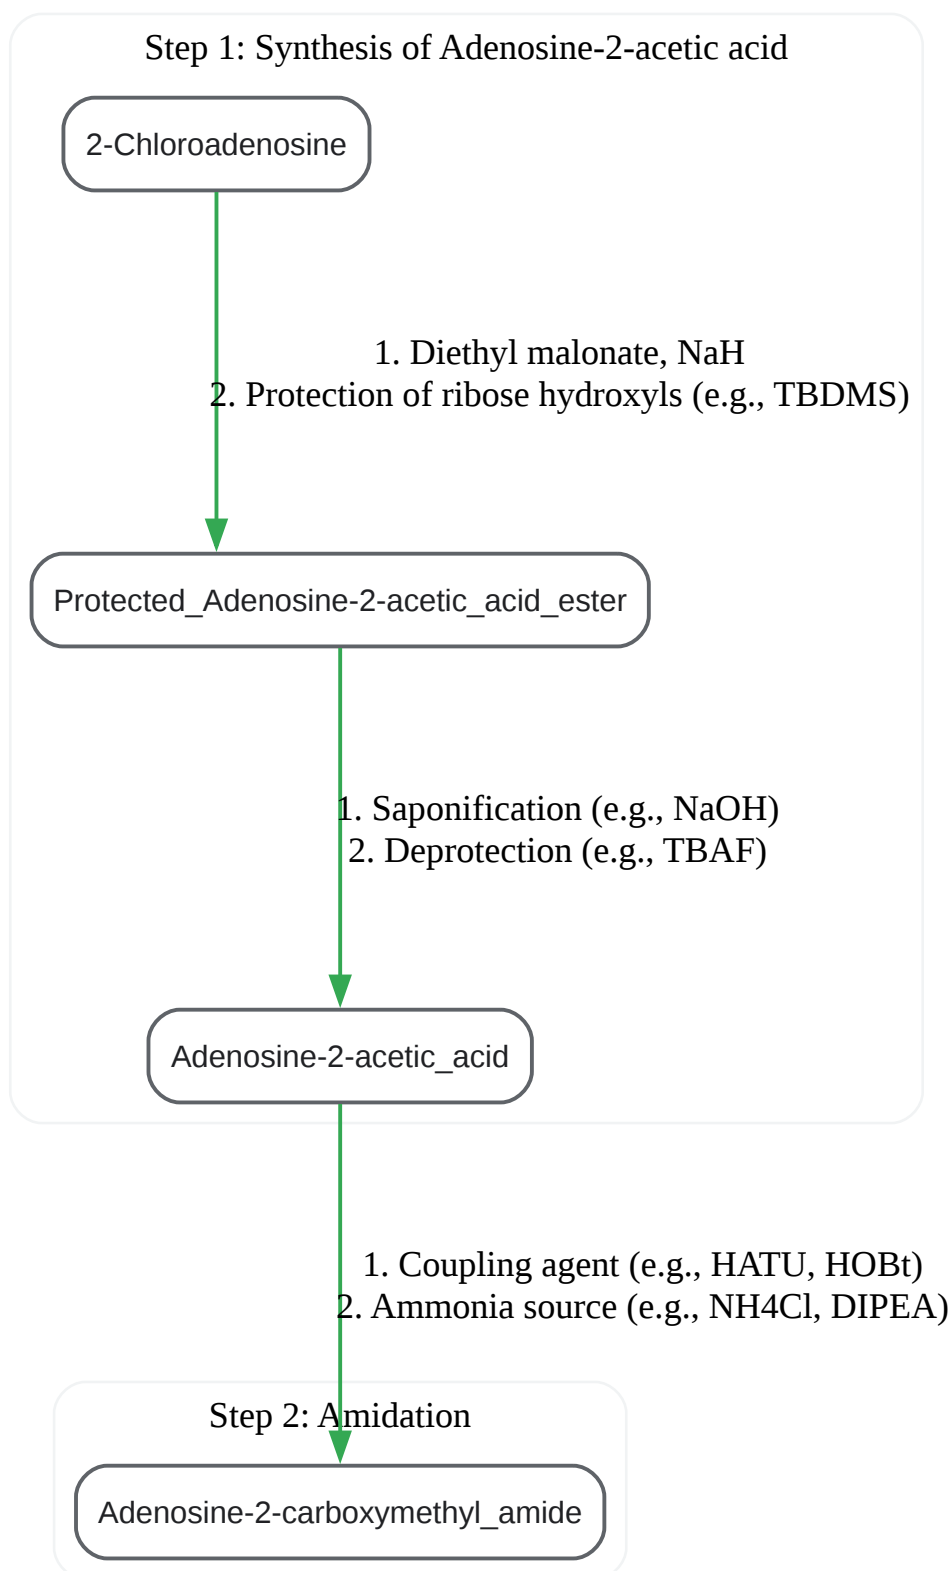 Step 1: Synthesis of Adenosine-2-acetic acid
2-Chloroadenosine
1. Diethyl malonate, NaH
2. Protection of ribose hydroxyls (e.g., TBDMS)
Protected_Adenosine-2-acetic_acid_ester
1. Saponification (e.g., NaOH)
2. Deprotection (e.g., TBAF)
Adenosine-2-acetic_acid
1. Coupling agent (e.g., HATU, HOBt)
2. Ammonia source (e.g., NH4Cl, DIPEA)
Step 2: Amidation
Adenosine-2-carboxymethyl_amide